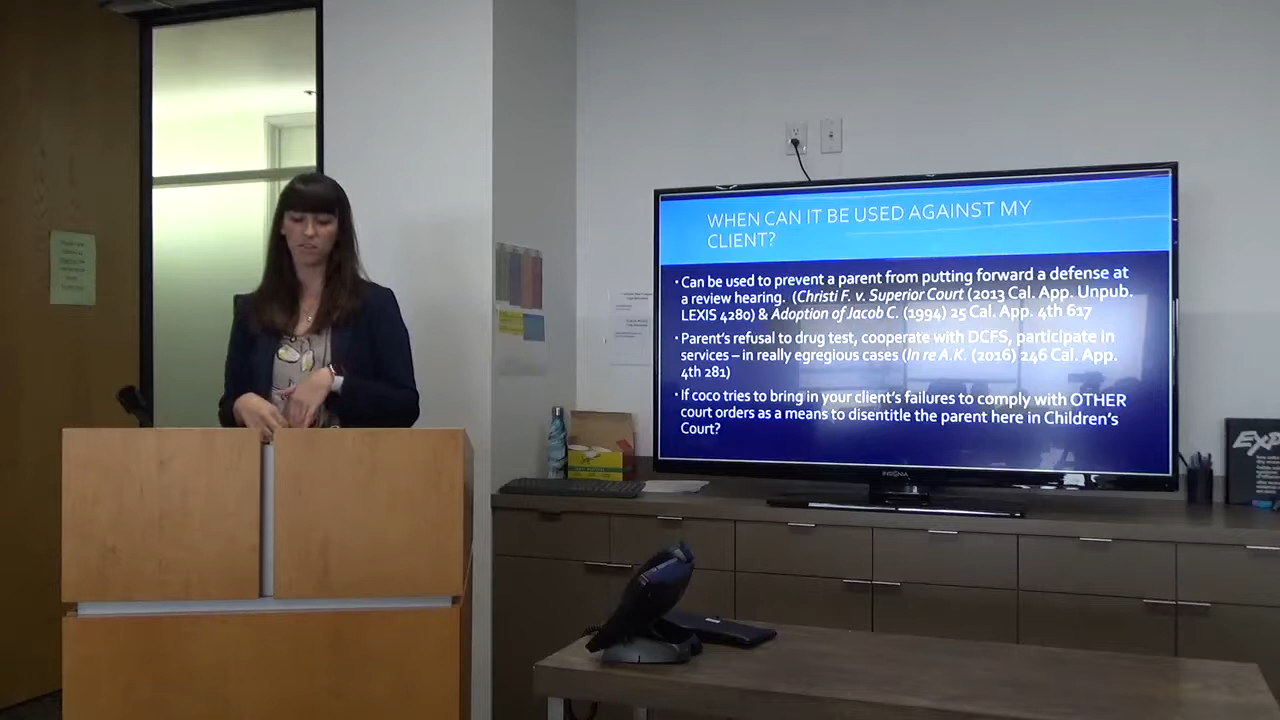 WHEN CAN IT BE USED AGAINST MY
CLIENT?
• Can be used to prevent a parent from putting forward a defense at
a review hearing. (Christi F. v. Superior Court (2013 Cal. App. Unpub.
LEXIS 4280) & Adoption of Jacob C. (1994) 25 Cal. App. 4th 617
• Parent's refusal to drug test, cooperate with DCFS, participate in
services – in really egregious cases (In re A.K. (2016) 246 Cal. App.
4th 281)
• If coco tries to bring in your client's failures to comply with OTHER
court orders as a means to disentitle the parent here in Children's
Court?
INSIGNIA
EXP